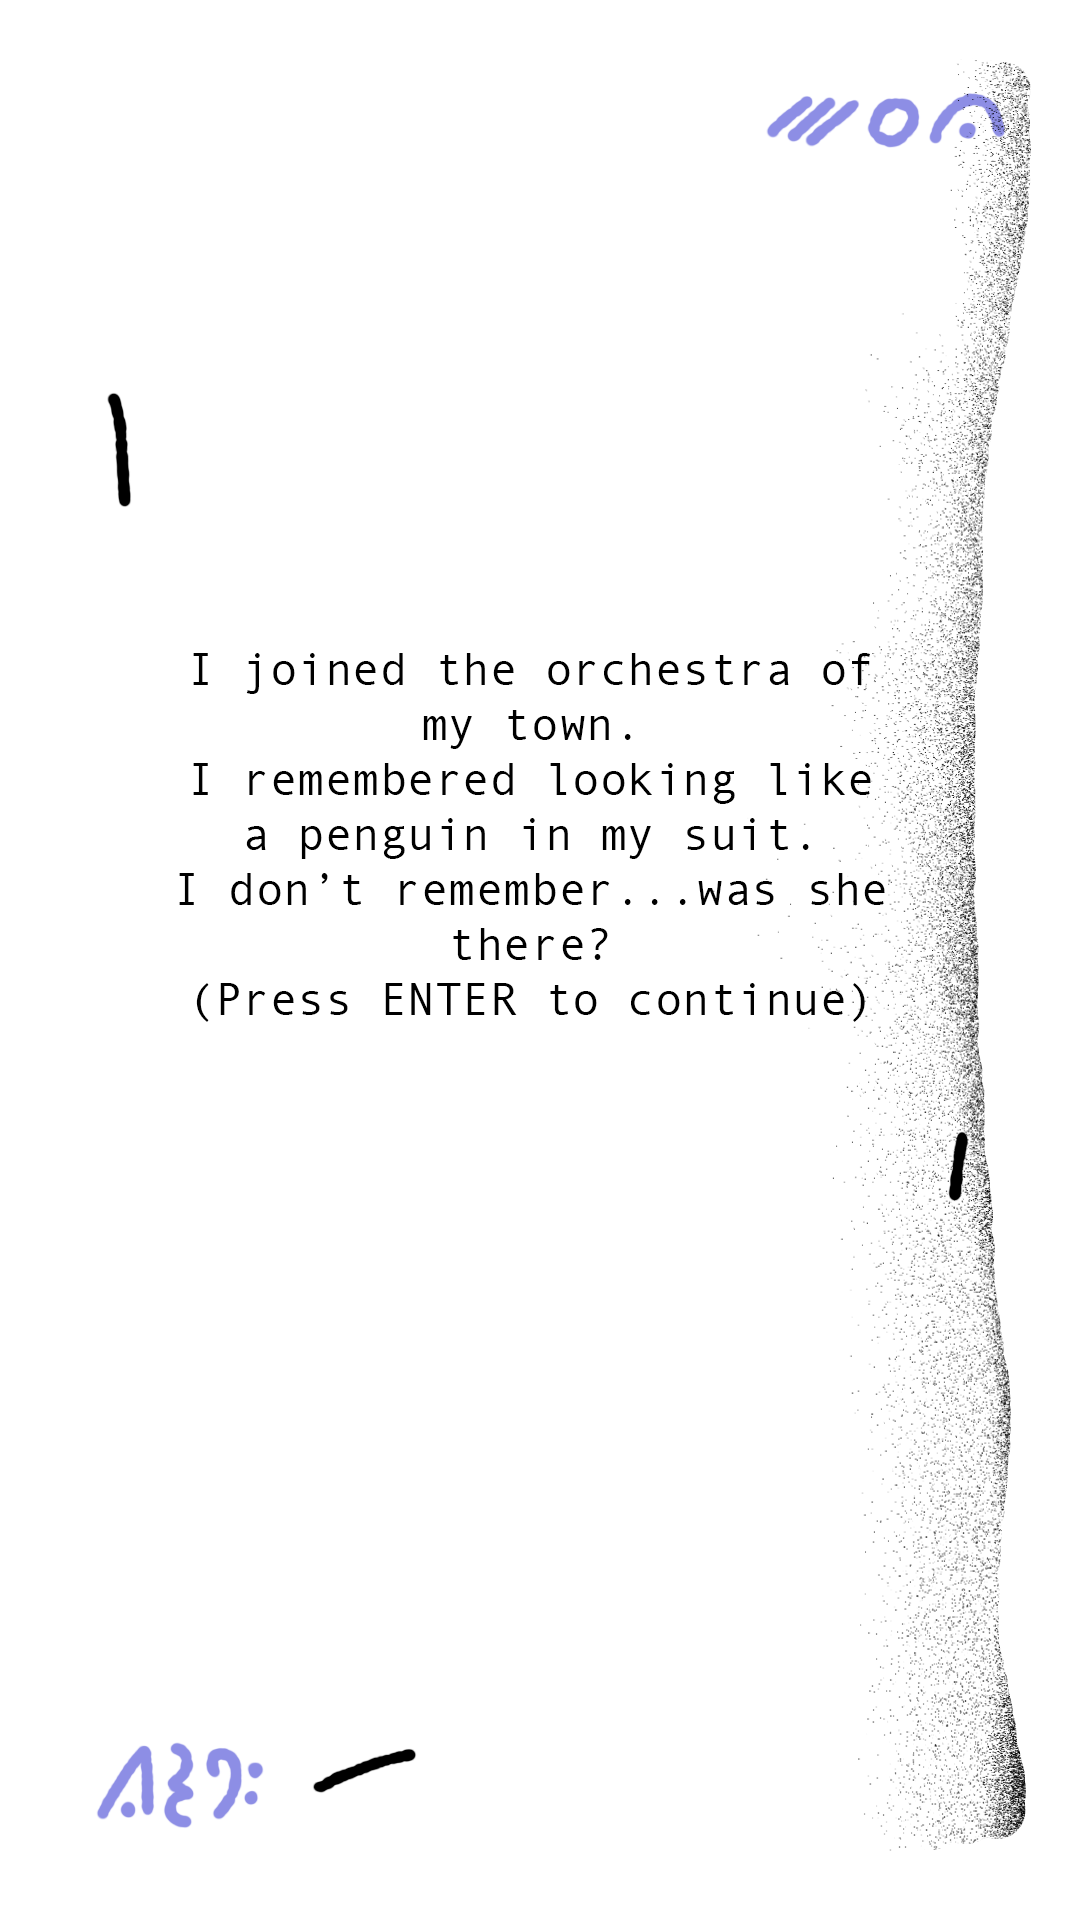 I joined the orchestra of
my town.
I remembered looking like
a penguin in my suit.
I don’t remember...was she
there?
(Press ENTER to continue)